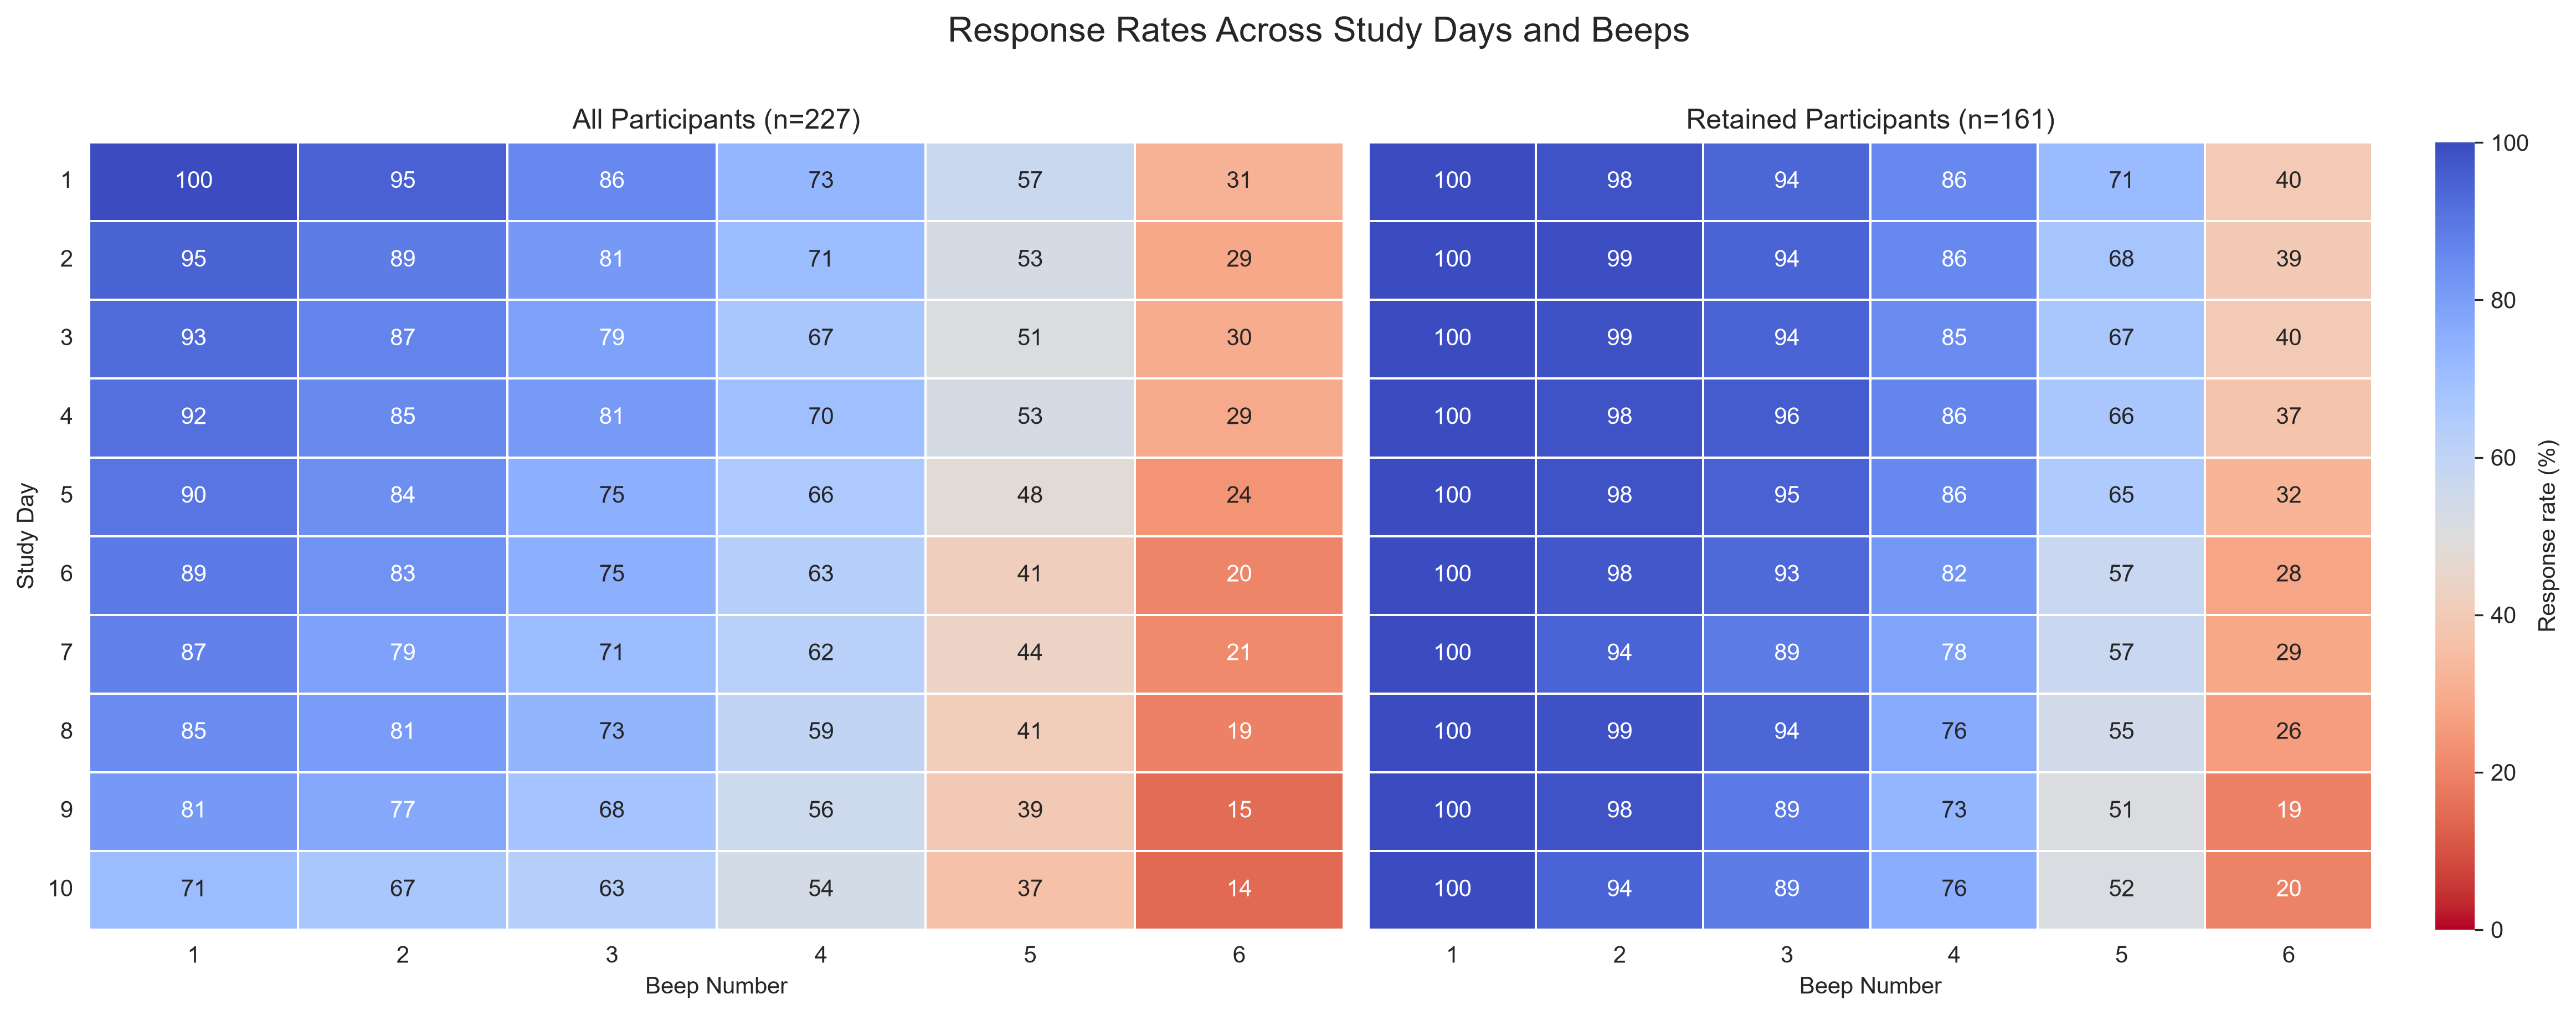 Response Rates Across Study Days and Beeps
All Participants (n=227)
Retained Participants (n=161)
Study Day
1 100 95 86 73 57 31
2 95 89 81 71 53 29
3 93 87 79 67 51 30
4 92 85 81 70 53 29
5 90 84 75 66 48 24
6 89 83 75 63 41 20
7 87 79 71 62 44 21
8 85 81 73 59 41 19
9 81 77 68 56 39 15
10 71 67 63 54 37 14
1 2 3 4 5 6
Beep Number
100 98 94 86 71 40
100 99 94 86 68 39
100 99 94 85 67 40
100 98 96 86 66 37
100 98 95 86 65 32
100 98 93 82 57 28
100 94 89 78 57 29
100 99 94 76 55 26
100 98 89 73 51 19
100 94 89 76 52 20
1 2 3 4 5 6
Beep Number
100
80
60
40
20
0
Response rate (%)